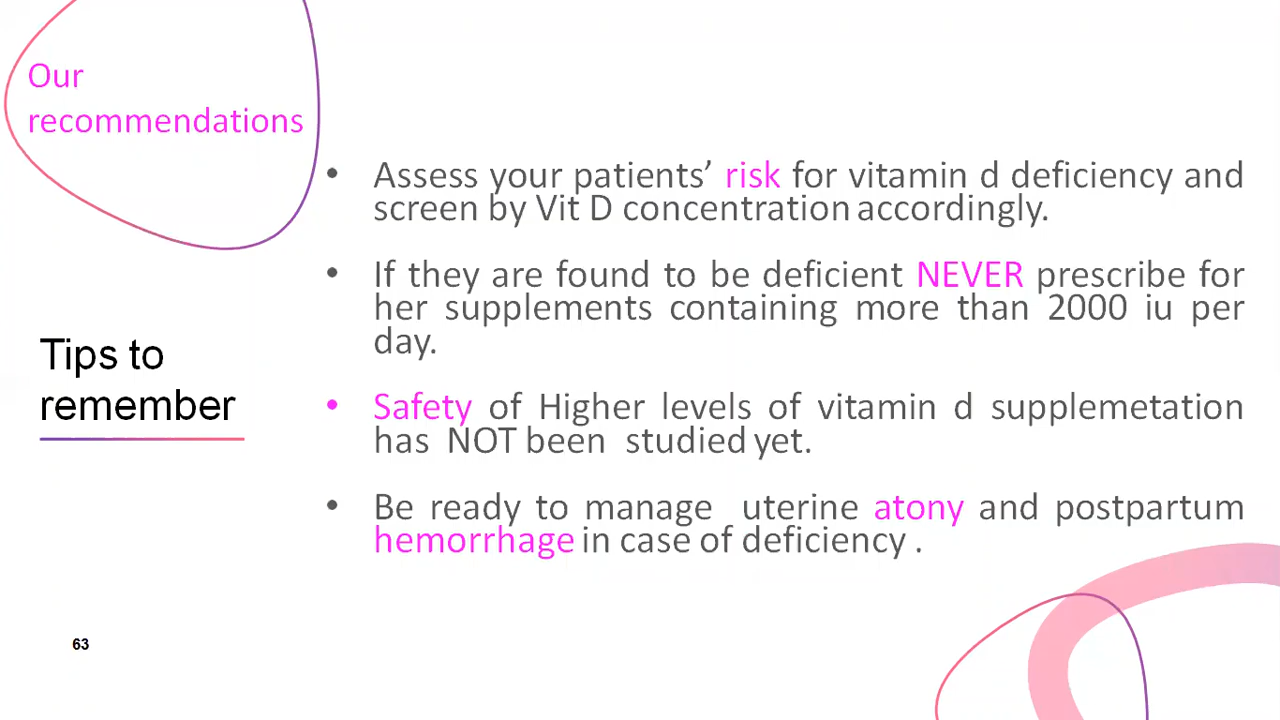 Our
recommendations
• Assess your patients’ risk for vitamin d deficiency and
screen by Vit D concentration accordingly.
• If they are found to be deficient NEVER prescribe for
her supplements containing more than 2000 iu per
day.
Tips to
remember
• Safety of Higher levels of vitamin d supplemetation
has NOT been studied yet.
• Be ready to manage uterine atony and postpartum
hemorrhage in case of deficiency .
63